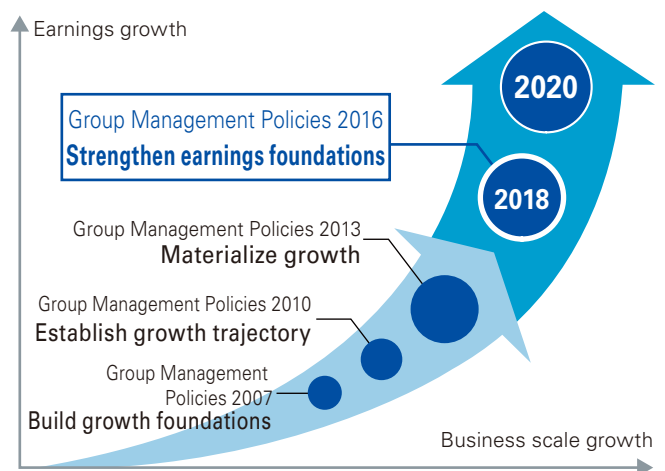 Earnings growth
2020
Group Management Policies 2016
Strengthen earnings foundations
2018
Group Management Policies 2013
Materialize growth
Group Management Policies 2010
Establish growth trajectory
Group Management
Policies 2007
Build growth foundations
Business scale growth